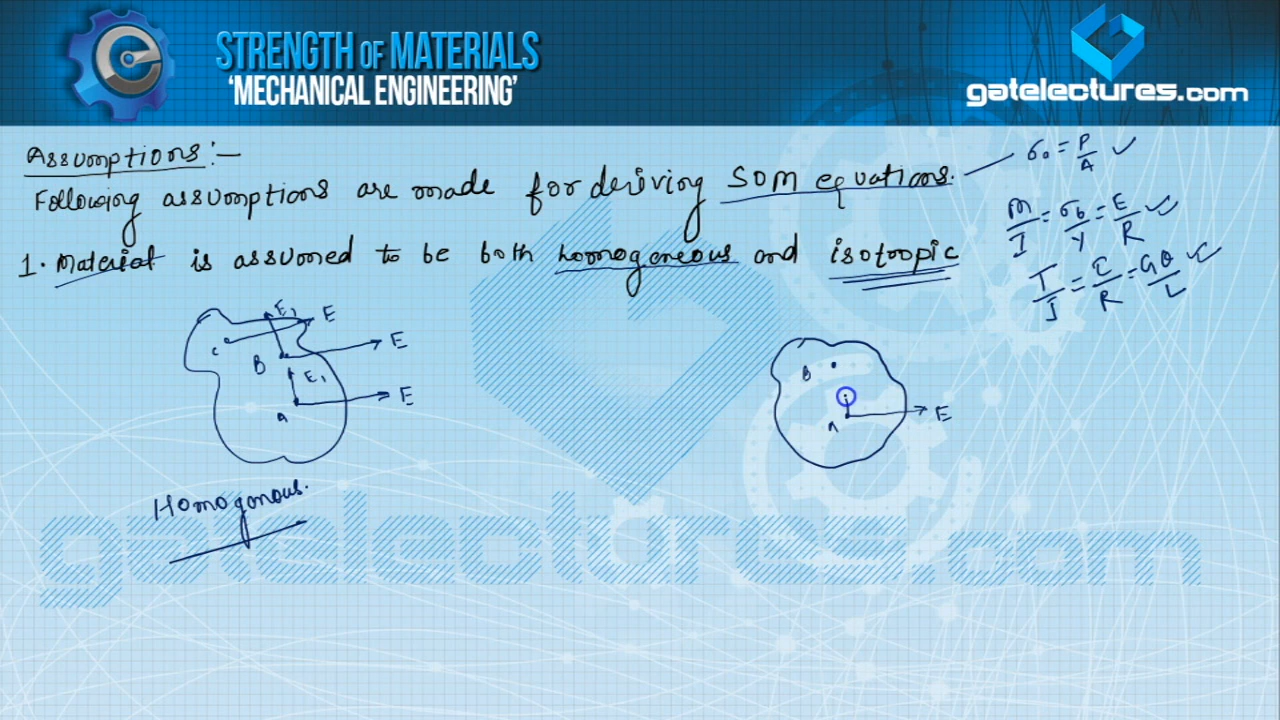 STRENGTH OF MATERIALS
'MECHANICAL ENGINEERING'
gatelectures.com
Assumptions:-
Following assumptions are made for deriving SOM equations.
σ₀ = P/A
M/I = σb/Y = E/R
T/J = τ/R = Gθ/L
1. Material is assumed to be both homogeneous and isotropic
E₁ E
C
B E
E₁
A E
Homogonous.
B
A E
gatelectures.com